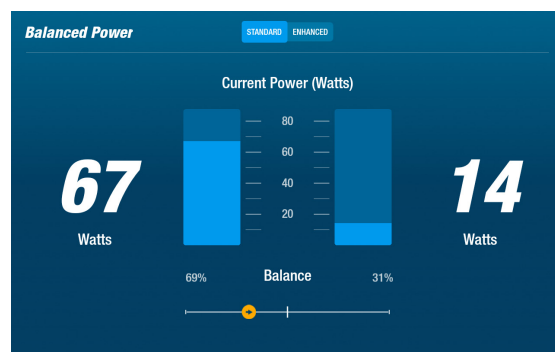 Balanced Power
STANDARD ENHANCED
Current Power (Watts)
80
60
40
20
67
Watts
14
Watts
69% Balance 31%